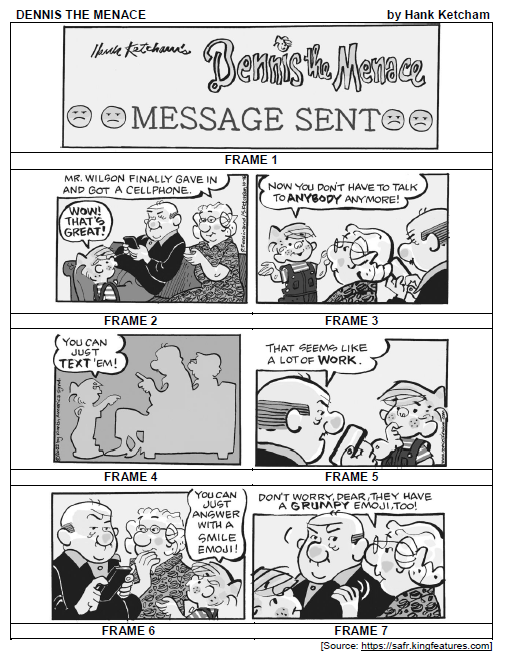 DENNIS THE MENACE by Hank Ketcham
Hank Ketcham's
Dennis the Menace
MESSAGE SENT
FRAME 1
MR. WILSON FINALLY GAVE IN
AND GOT A CELLPHONE.
WOW!
THAT'S
GREAT!
NOW YOU DON'T HAVE TO TALK
TO ANYBODY ANYMORE!
FRAME 2
FRAME 3
YOU CAN
JUST
TEXT 'EM!
THAT SEEMS LIKE
A LOT OF WORK.
FRAME 4
FRAME 5
YOU CAN
JUST
ANSWER
WITH A
SMILE
EMOJI!
DON'T WORRY, DEAR, THEY HAVE
A GRUMPY EMOJI, TOO!
FRAME 6
FRAME 7
[Source: https://safr.kingfeatures.com]